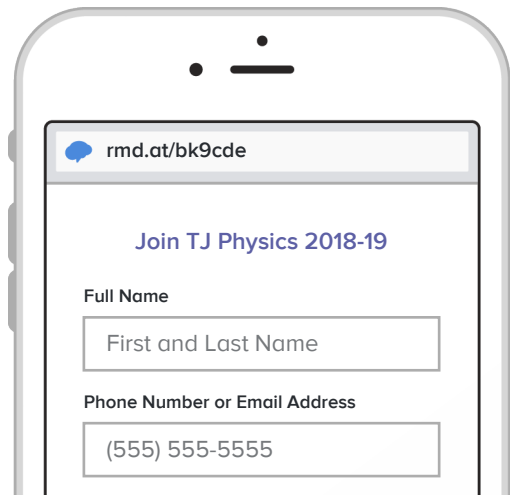 rmd.at/bk9cde
Join TJ Physics 2018-19
Full Name
First and Last Name
Phone Number or Email Address
(555) 555-5555